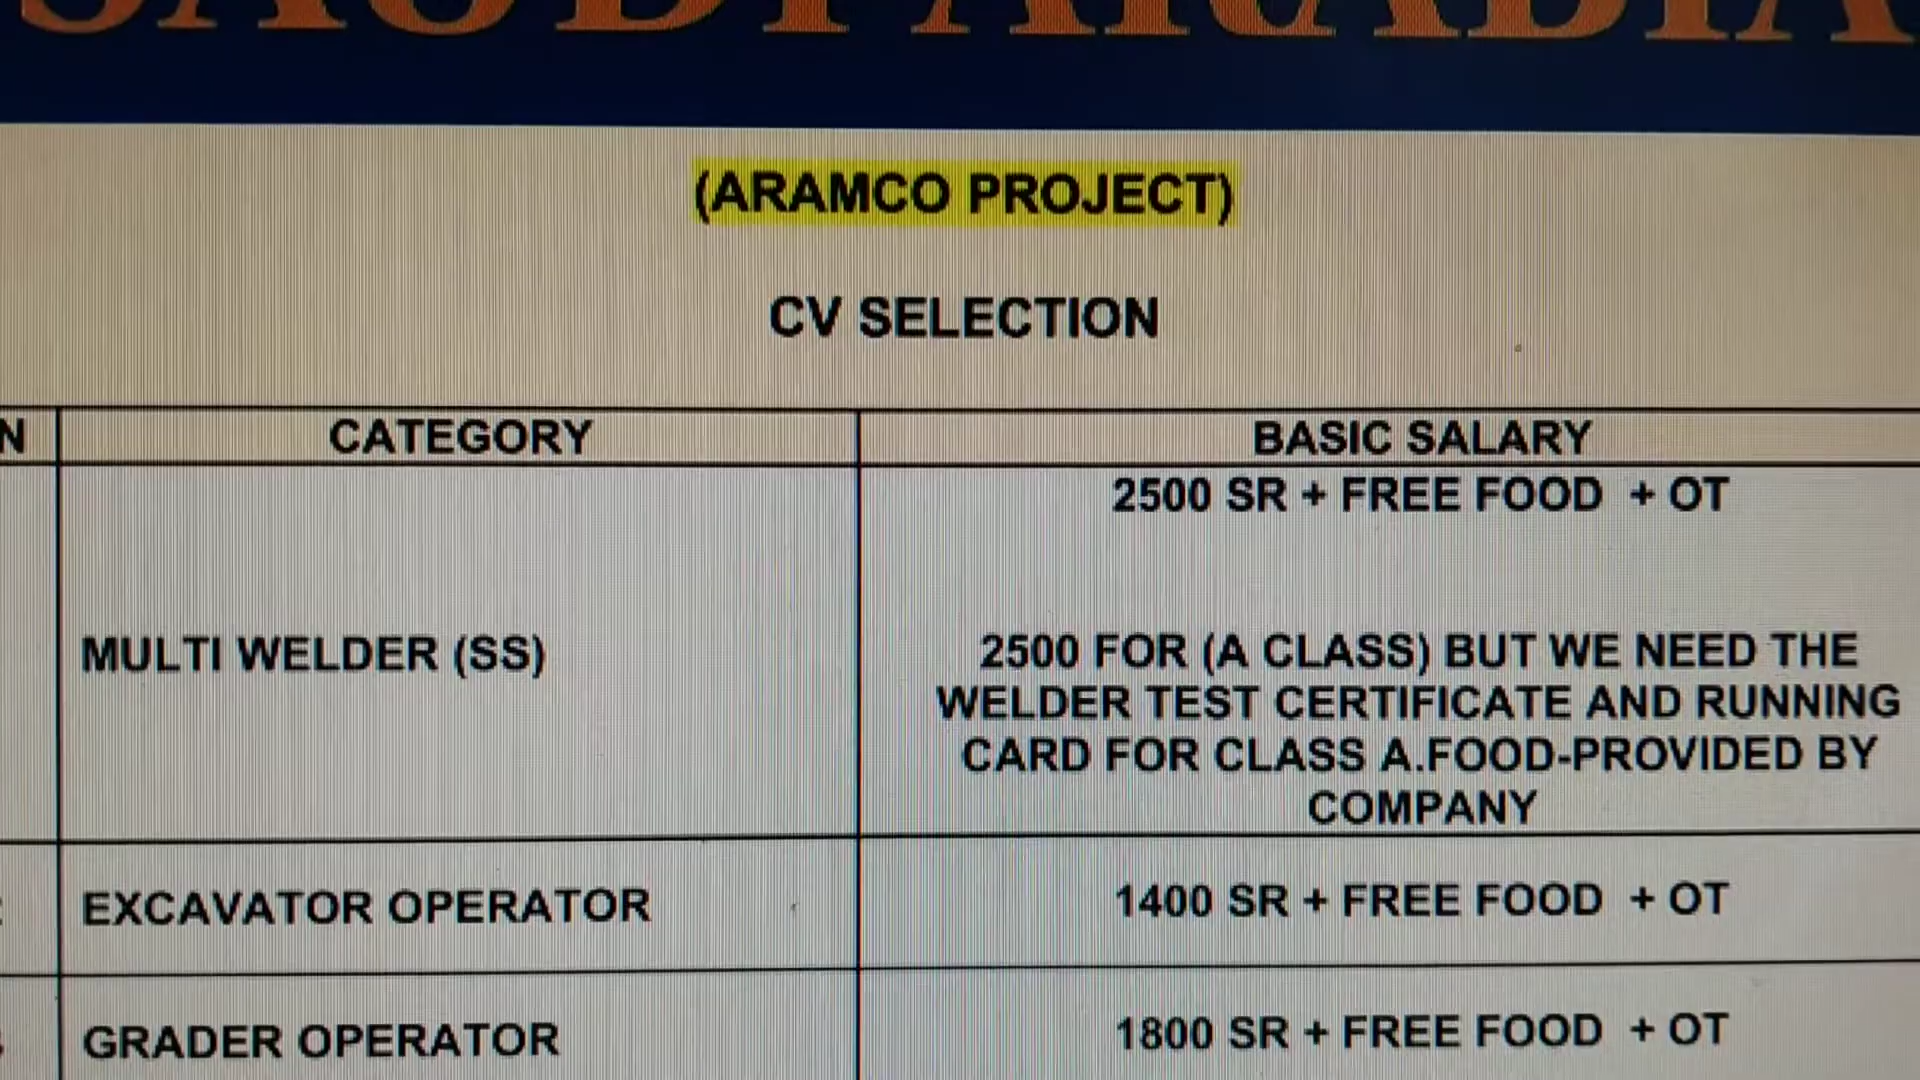 SAUDI ARABIA
(ARAMCO PROJECT)
CV SELECTION
N CATEGORY BASIC SALARY
MULTI WELDER (SS)
2500 SR + FREE FOOD + OT
2500 FOR (A CLASS) BUT WE NEED THE
WELDER TEST CERTIFICATE AND RUNNING
CARD FOR CLASS A.FOOD-PROVIDED BY
COMPANY
EXCAVATOR OPERATOR 1400 SR + FREE FOOD + OT
GRADER OPERATOR 1800 SR + FREE FOOD + OT